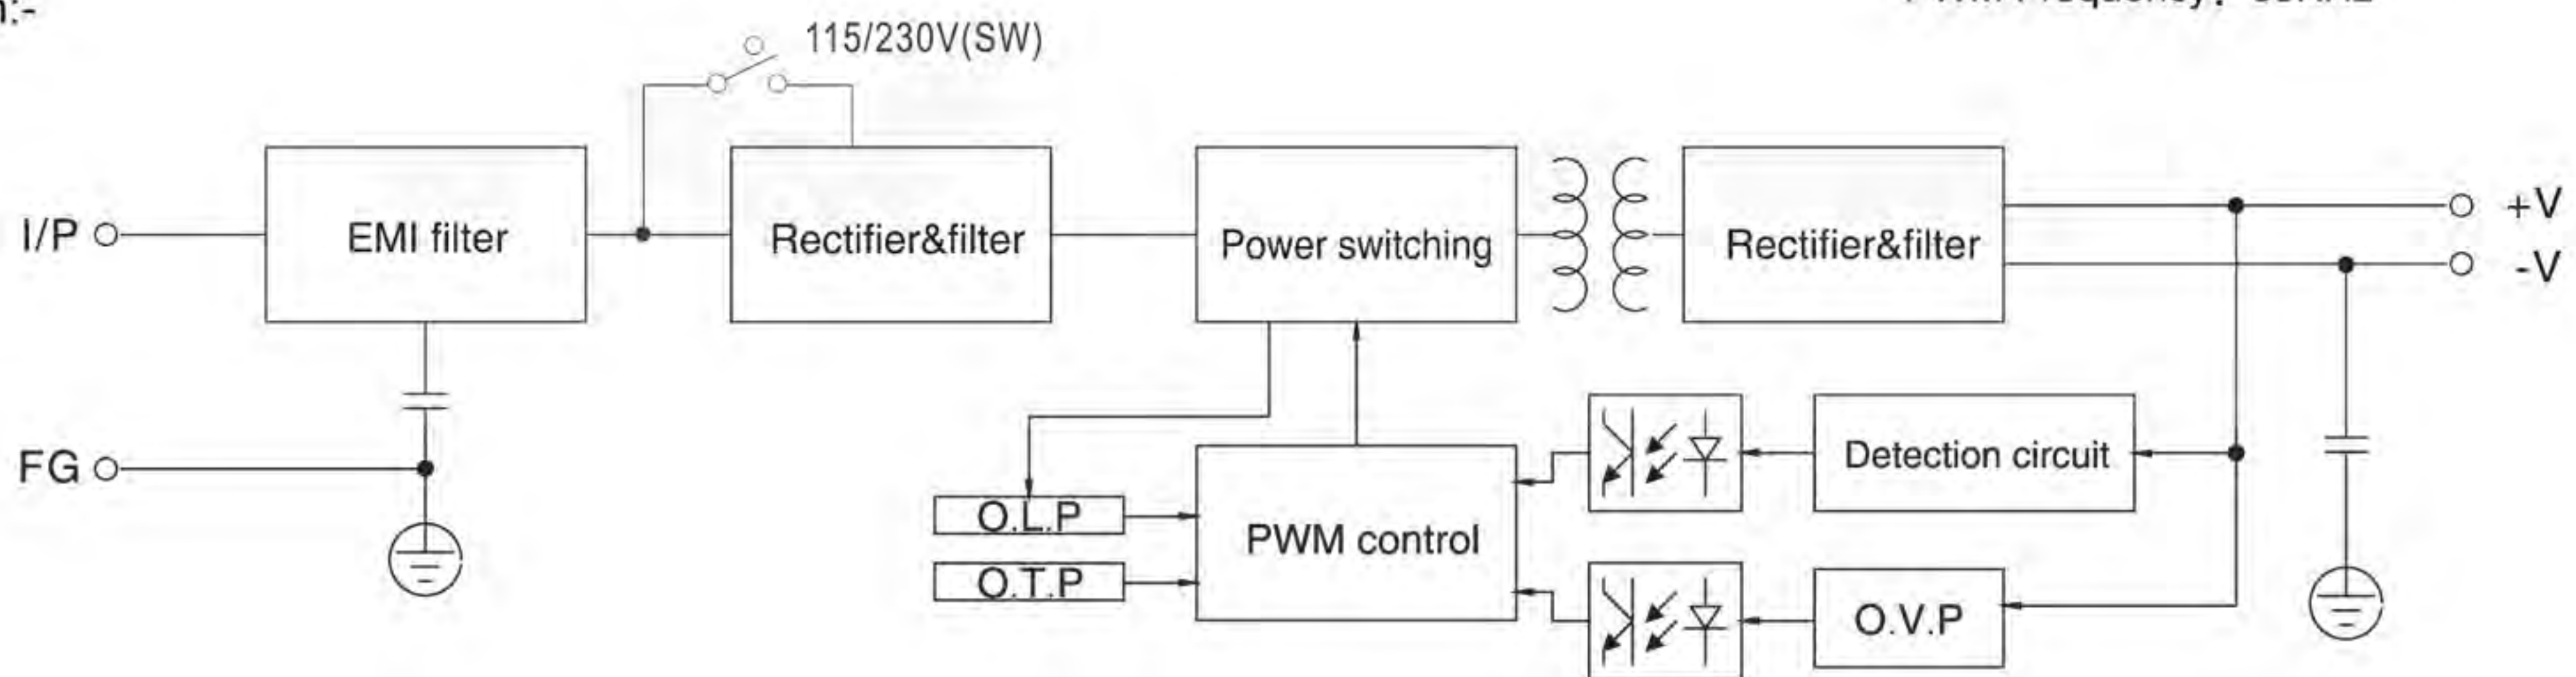 115/230V(SW)
I/P
EMI filter
Rectifier&filter
Power switching
Rectifier&filter
+V
-V
FG
O.L.P
O.T.P
PWM control
Detection circuit
O.V.P